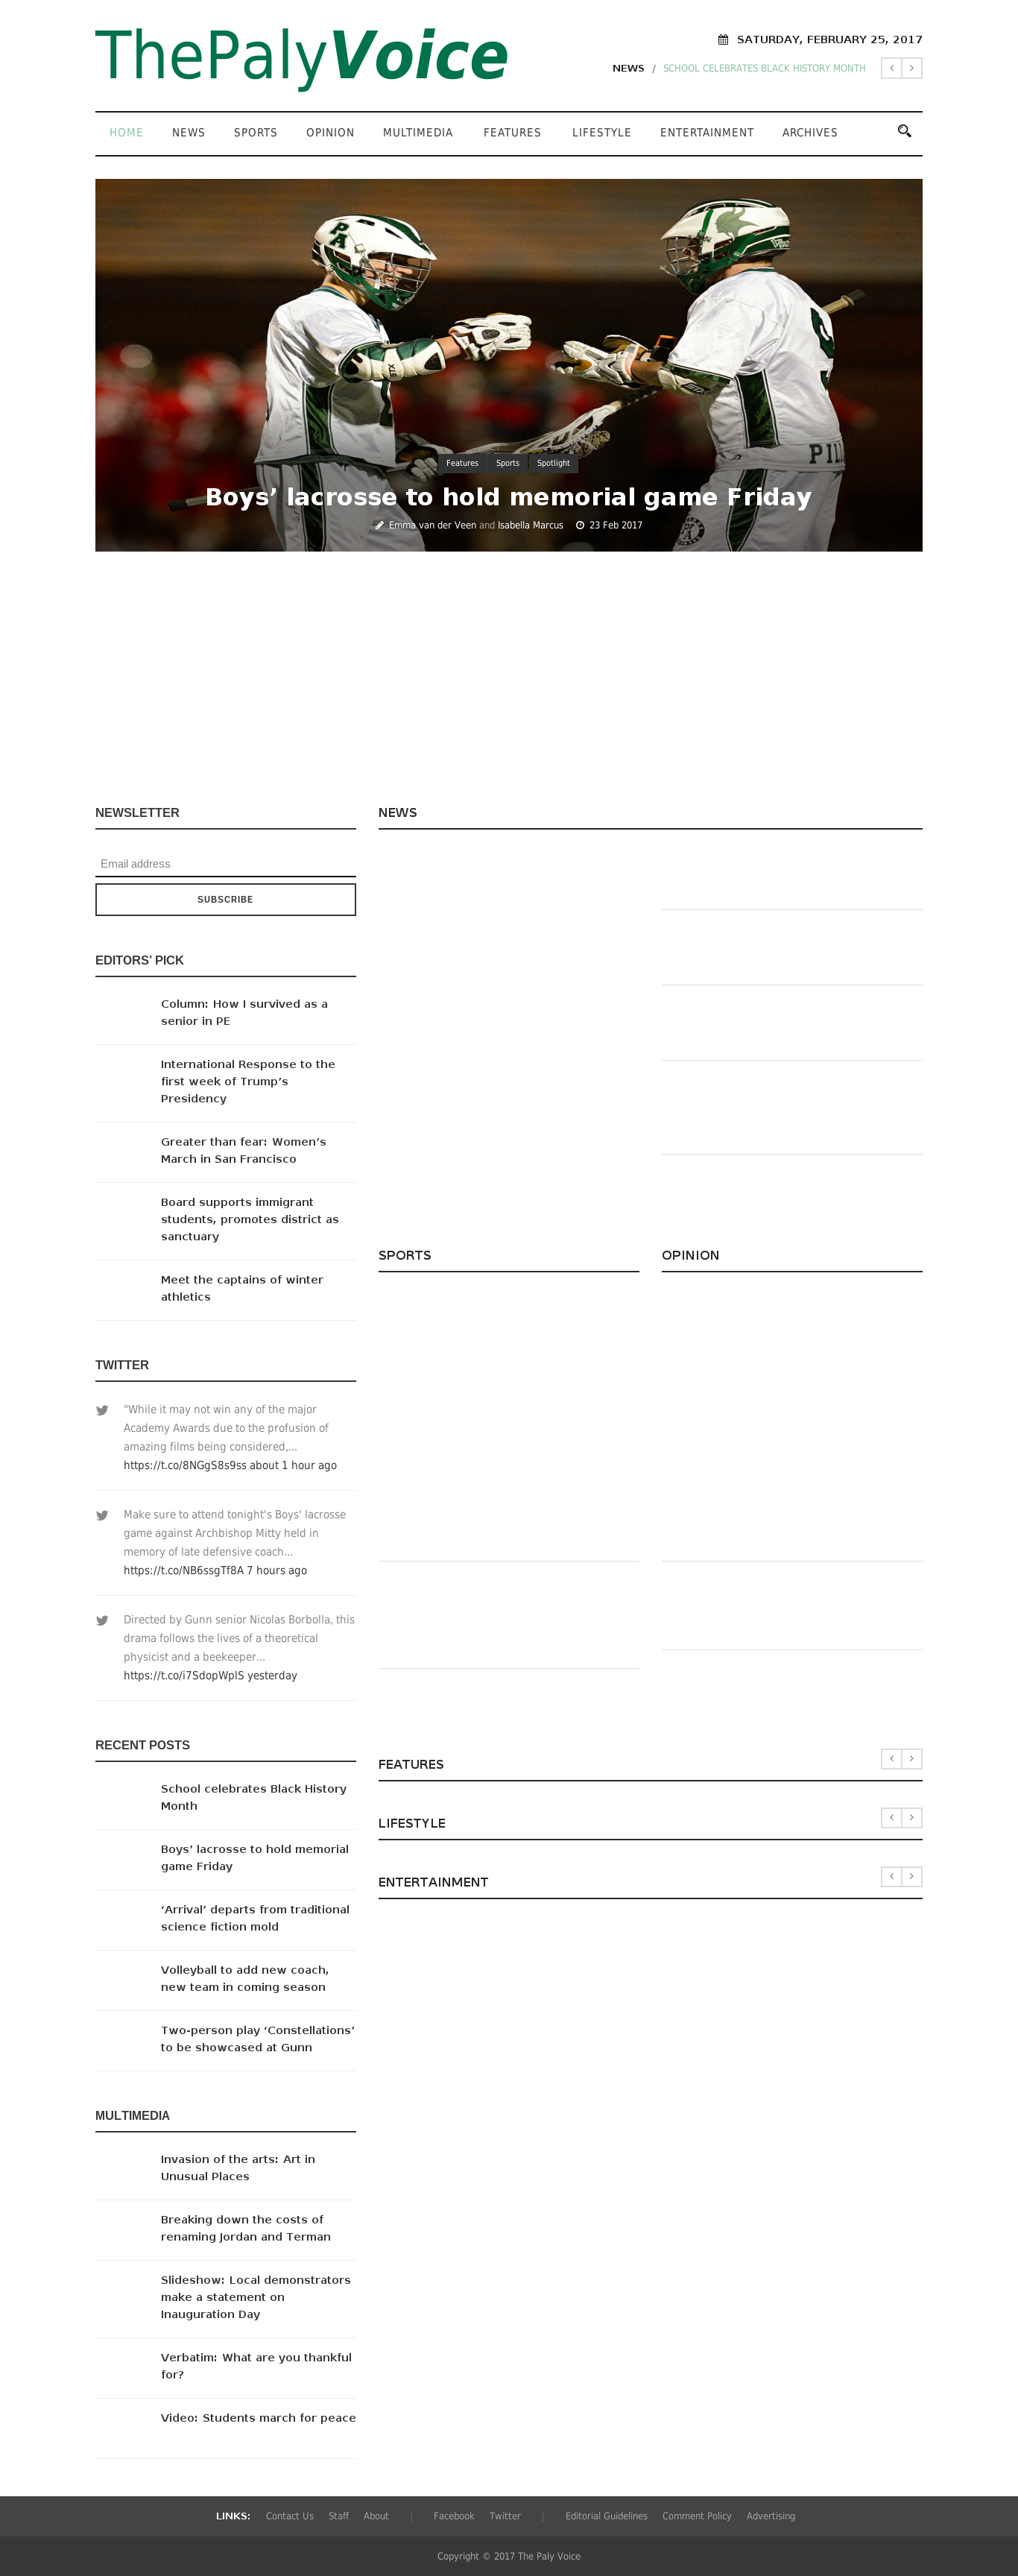 ThePalyVoice
SATURDAY, FEBRUARY 25, 2017
NEWS / SCHOOL CELEBRATES BLACK HISTORY MONTH
HOME NEWS SPORTS OPINION MULTIMEDIA FEATURES LIFESTYLE ENTERTAINMENT ARCHIVES
PA
Features Sports Spotlight
Boys’ lacrosse to hold memorial game Friday
Emma van der Veen and Isabella Marcus 23 Feb 2017
NEWSLETTER
Email address
SUBSCRIBE
EDITORS’ PICK
Column: How I survived as a
senior in PE
International Response to the
first week of Trump’s
Presidency
Greater than fear: Women’s
March in San Francisco
Board supports immigrant
students, promotes district as
sanctuary
Meet the captains of winter
athletics
TWITTER
"While it may not win any of the major
Academy Awards due to the profusion of
amazing films being considered,...
https://t.co/8NGgS8s9ss about 1 hour ago
Make sure to attend tonight's Boys' lacrosse
game against Archbishop Mitty held in
memory of late defensive coach...
https://t.co/NB6ssgTf8A 7 hours ago
Directed by Gunn senior Nicolas Borbolla, this
drama follows the lives of a theoretical
physicist and a beekeeper...
https://t.co/i7SdopWplS yesterday
RECENT POSTS
School celebrates Black History
Month
Boys’ lacrosse to hold memorial
game Friday
‘Arrival’ departs from traditional
science fiction mold
Volleyball to add new coach,
new team in coming season
Two-person play ‘Constellations’
to be showcased at Gunn
MULTIMEDIA
Invasion of the arts: Art in
Unusual Places
Breaking down the costs of
renaming Jordan and Terman
Slideshow: Local demonstrators
make a statement on
Inauguration Day
Verbatim: What are you thankful
for?
Video: Students march for peace
NEWS
SPORTS
OPINION
FEATURES
LIFESTYLE
ENTERTAINMENT
LINKS: Contact Us Staff About | Facebook Twitter | Editorial Guidelines Comment Policy Advertising
Copyright © 2017 The Paly Voice